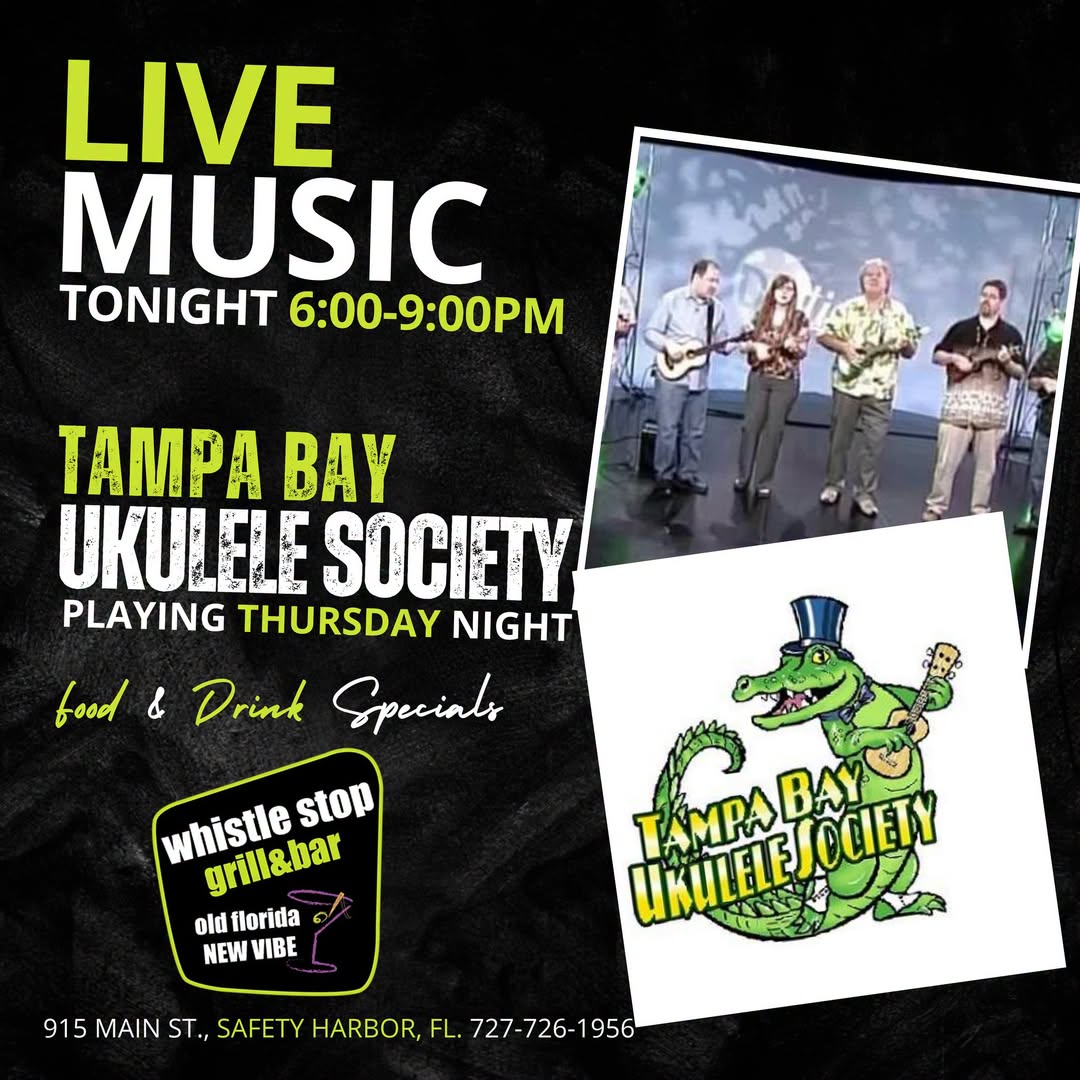 LIVE
MUSIC
TONIGHT 6:00-9:00PM
TAMPA BAY
UKULELE SOCIETY
PLAYING THURSDAY NIGHT
food & Drink Specials
whistle stop
grill&bar
old florida
NEW VIBE
915 MAIN ST., SAFETY HARBOR, FL. 727-726-1956
TAMPA BAY
UKULELE SOCIETY